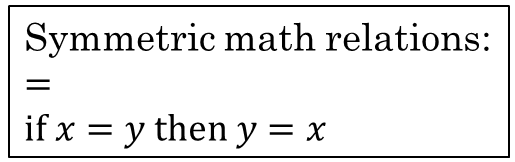 Symmetric math relations:
=
if x = y then y = x